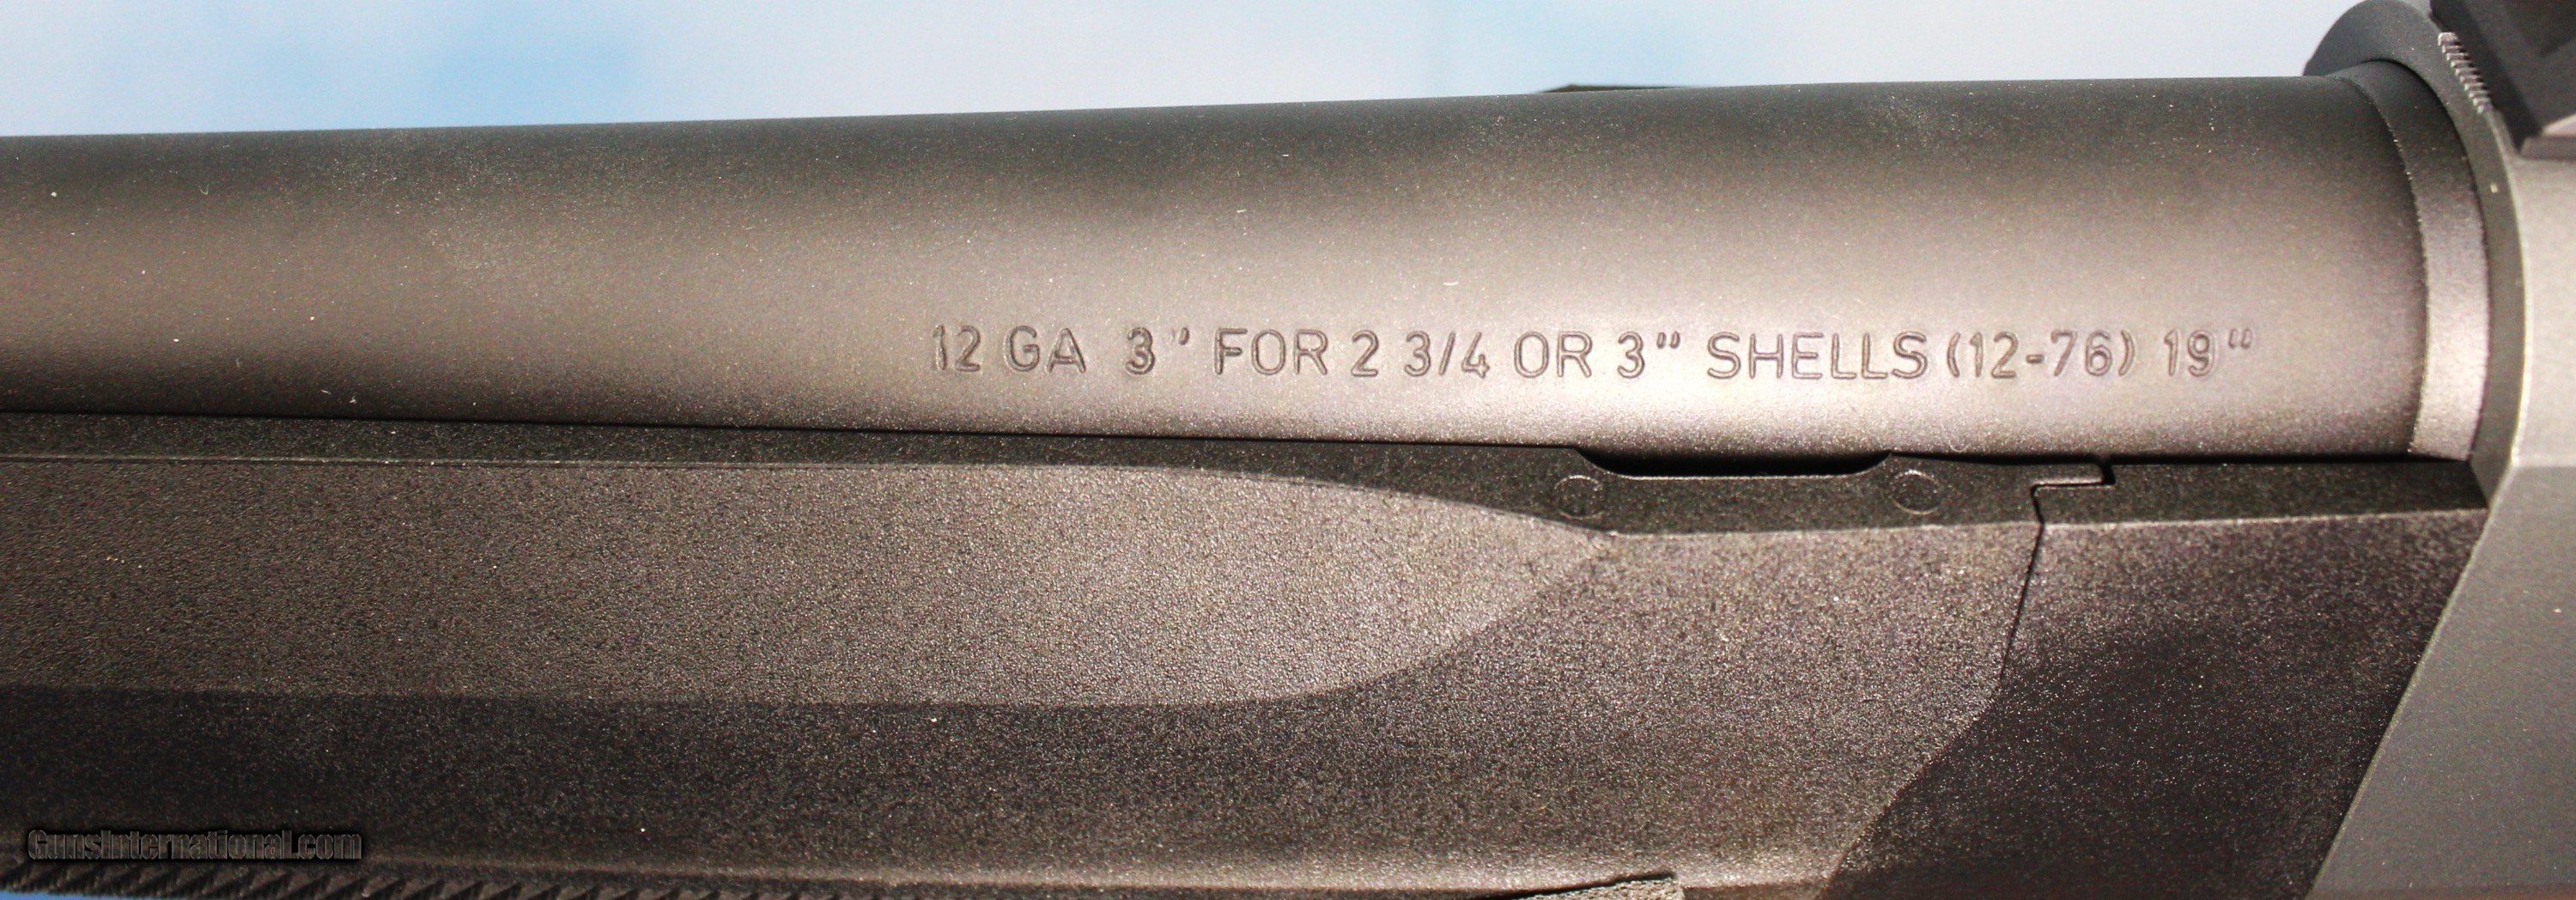 12 GA 3" FOR 2 3/4 OR 3" SHELLS (12-76) 19"
GunsInternational.com